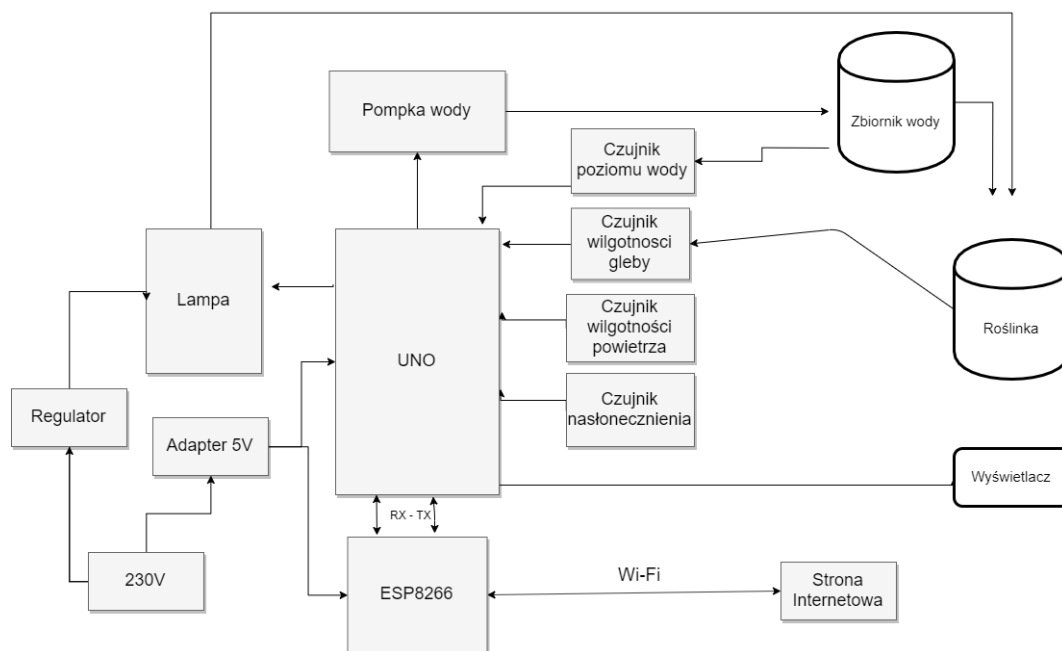 Pompka wody
Zbiornik wody
Czujnik
poziomu wody
Czujnik
wilgotnosci
gleby
Lampa
Czujnik
wilgotności
powietrza
Roślinka
UNO
Regulator
Czujnik
nasłonecznienia
Adapter 5V
Wyświetlacz
RX - TX
230V
ESP8266
Wi-Fi
Strona
Internetowa